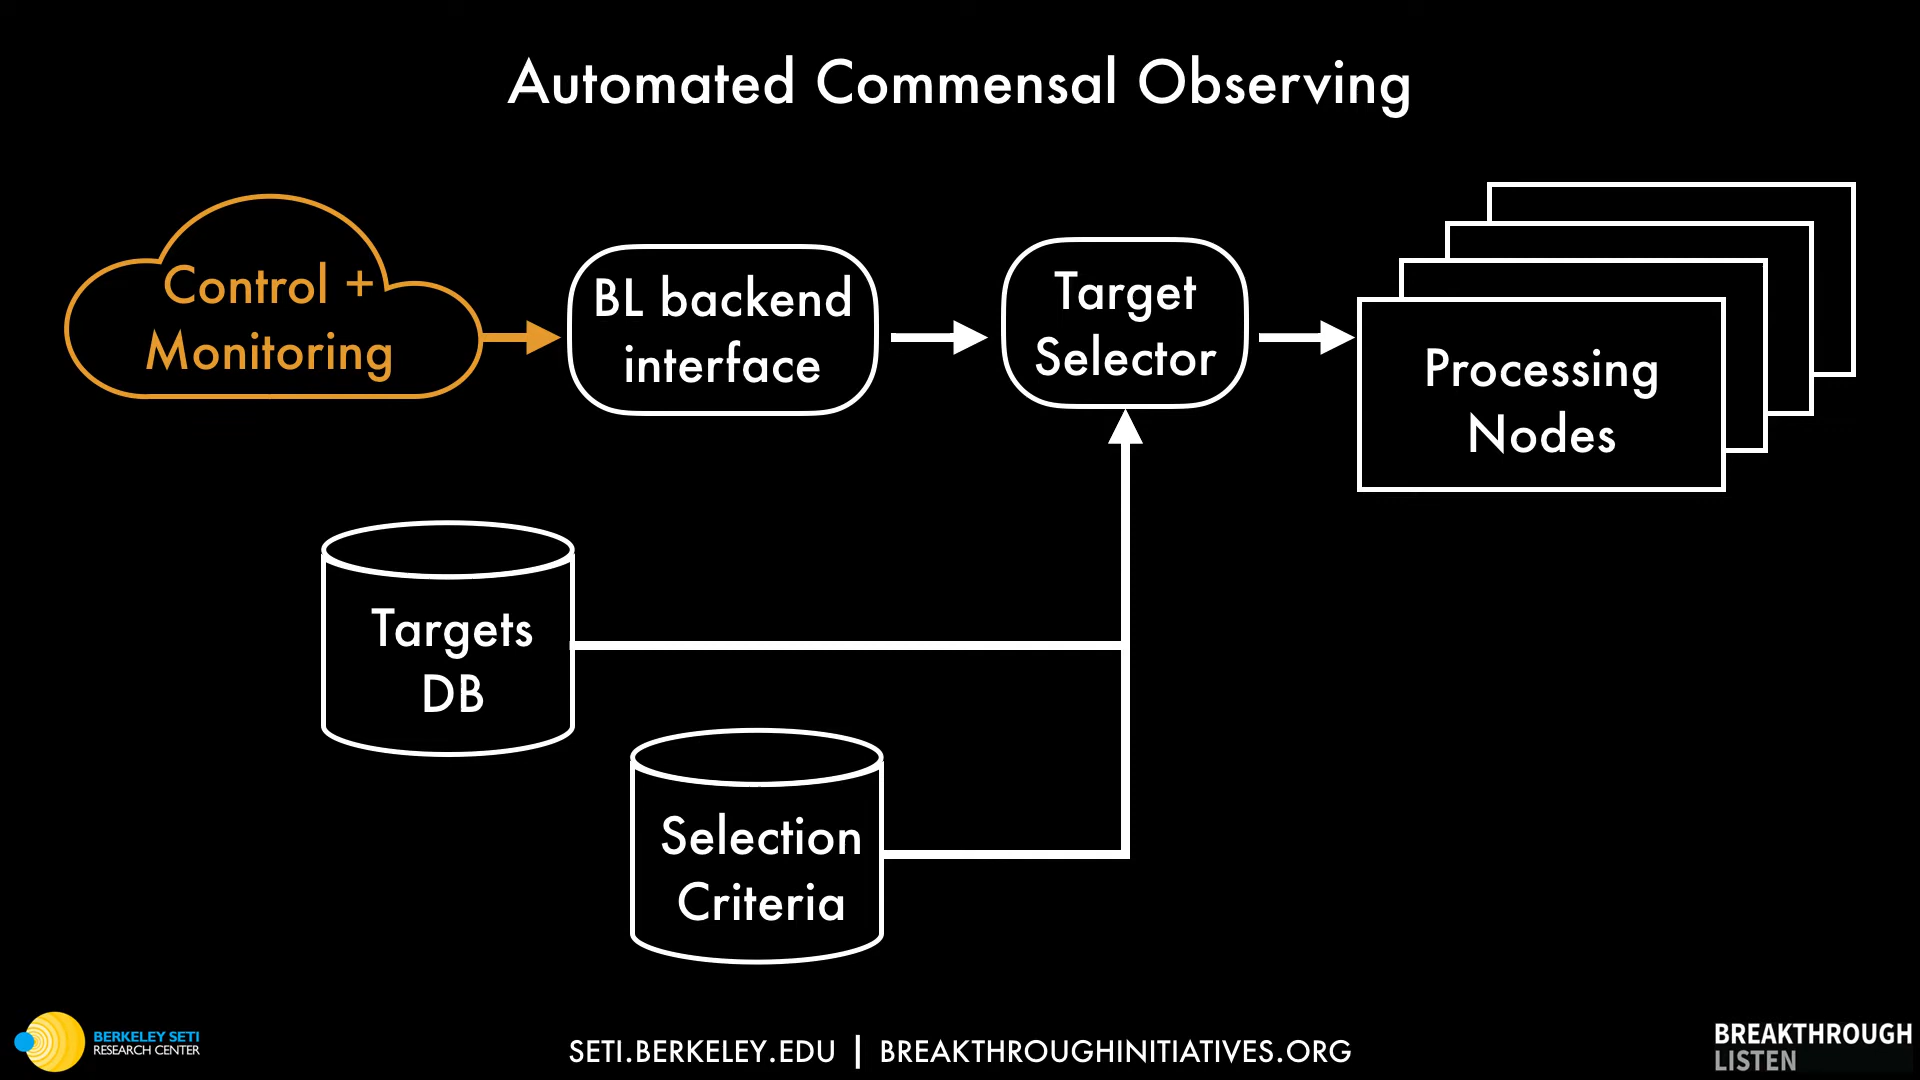 Automated Commensal Observing
Control +
Monitoring
BL backend
interface
Target
Selector
Processing
Nodes
Targets
DB
Selection
Criteria
BERKELEY SETI
RESEARCH CENTER
SETI.BERKELEY.EDU | BREAKTHROUGHINITIATIVES.ORG
BREAKTHROUGH
LISTEN